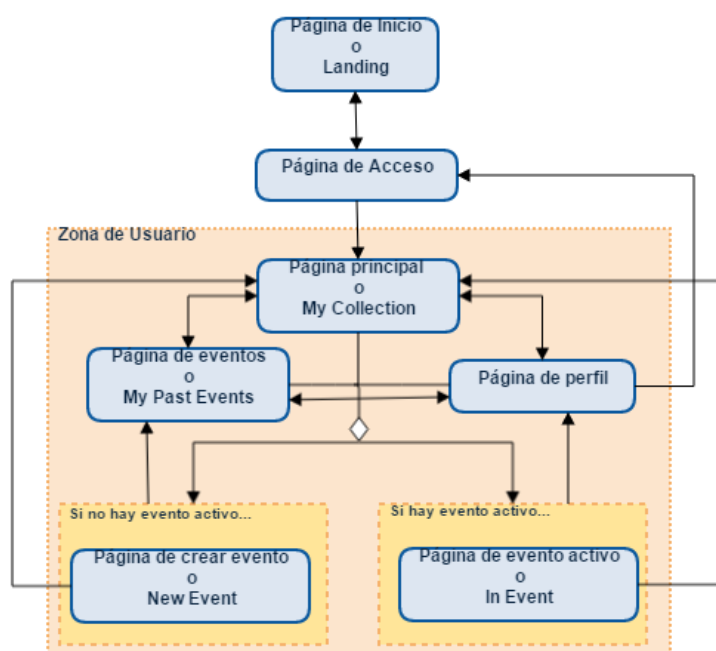 Página de Inicio
o
Landing
Página de Acceso
Zona de Usuario
Página principal
o
My Collection
Página de eventos
o
My Past Events
Página de perfil
Si no hay evento activo...
Página de crear evento
o
New Event
Si hay evento activo...
Página de evento activo
o
In Event